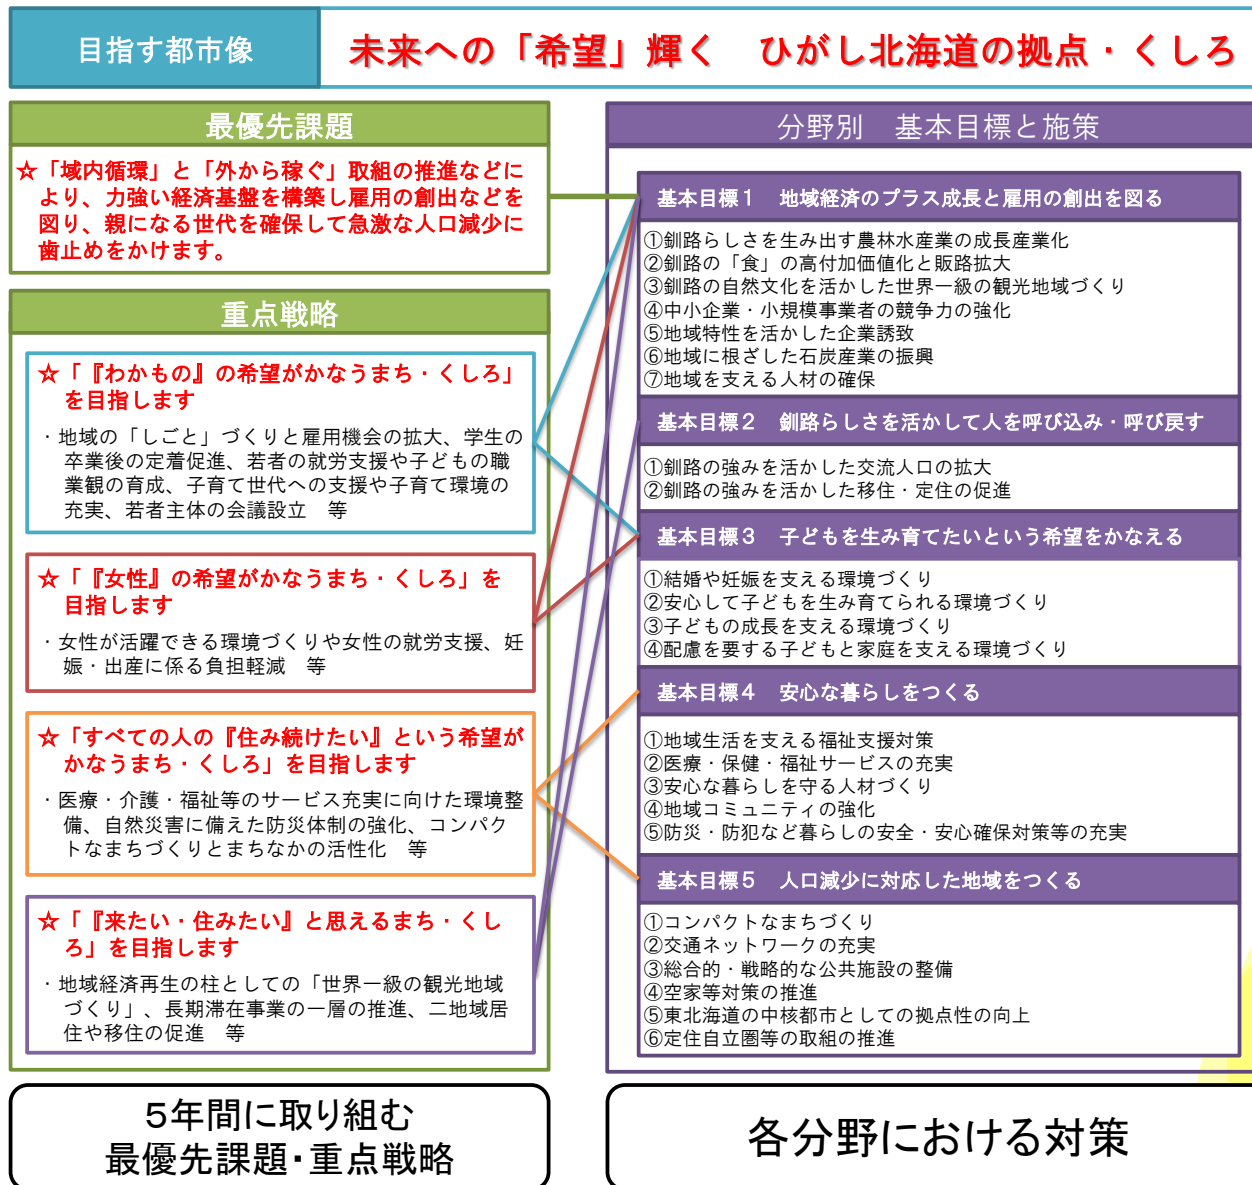 目指す都市像
未来への「希望」輝く　ひがし北海道の拠点・くしろ
最優先課題
☆「域内循環」と「外から稼ぐ」取組の推進などに
より、力強い経済基盤を構築し雇用の創出などを
図り、親になる世代を確保して急激な人口減少に
歯止めをかけます。
重点戦略
☆「『わかもの』の希望がかなうまち・くしろ」
を目指します
・地域の「しごと」づくりと雇用機会の拡大、学生の
卒業後の定着促進、若者の就労支援や子どもの職
業観の育成、子育て世代への支援や子育て環境の
充実、若者主体の会議設立　等
☆「『女性』の希望がかなうまち・くしろ」を
目指します
・女性が活躍できる環境づくりや女性の就労支援、妊
娠・出産に係る負担軽減　等
☆「すべての人の『住み続けたい』という希望が
かなうまち・くしろ」を目指します
・医療・介護・福祉等のサービス充実に向けた環境整
備、自然災害に備えた防災体制の強化、コンパク
トなまちづくりとまちなかの活性化　等
☆「『来たい・住みたい』と思えるまち・くし
ろ」を目指します
・地域経済再生の柱としての「世界一級の観光地域
づくり」、長期滞在事業の一層の推進、二地域居
住や移住の促進　等
5年間に取り組む
最優先課題・重点戦略
分野別　基本目標と施策
基本目標１　地域経済のプラス成長と雇用の創出を図る
①釧路らしさを生み出す農林水産業の成長産業化
②釧路の「食」の高付加価値化と販路拡大
③釧路の自然文化を活かした世界一級の観光地域づくり
④中小企業・小規模事業者の競争力の強化
⑤地域特性を活かした企業誘致
⑥地域に根ざした石炭産業の振興
⑦地域を支える人材の確保
基本目標２　釧路らしさを活かして人を呼び込み・呼び戻す
①釧路の強みを活かした交流人口の拡大
②釧路の強みを活かした移住・定住の促進
基本目標３　子どもを生み育てたいという希望をかなえる
①結婚や妊娠を支える環境づくり
②安心して子どもを生み育てられる環境づくり
③子どもの成長を支える環境づくり
④配慮を要する子どもと家庭を支える環境づくり
基本目標４　安心な暮らしをつくる
①地域生活を支える福祉支援対策
②医療・保健・福祉サービスの充実
③安心な暮らしを守る人材づくり
④地域コミュニティの強化
⑤防災・防犯など暮らしの安全・安心確保対策等の充実
基本目標５　人口減少に対応した地域をつくる
①コンパクトなまちづくり
②交通ネットワークの充実
③総合的・戦略的な公共施設の整備
④空家等対策の推進
⑤東北海道の中核都市としての拠点性の向上
⑥定住自立圏等の取組の推進
各分野における対策